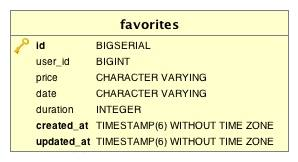 favorites
id BIGSERIAL
user_id BIGINT
price CHARACTER VARYING
date CHARACTER VARYING
duration INTEGER
created_at TIMESTAMP(6) WITHOUT TIME ZONE
updated_at TIMESTAMP(6) WITHOUT TIME ZONE